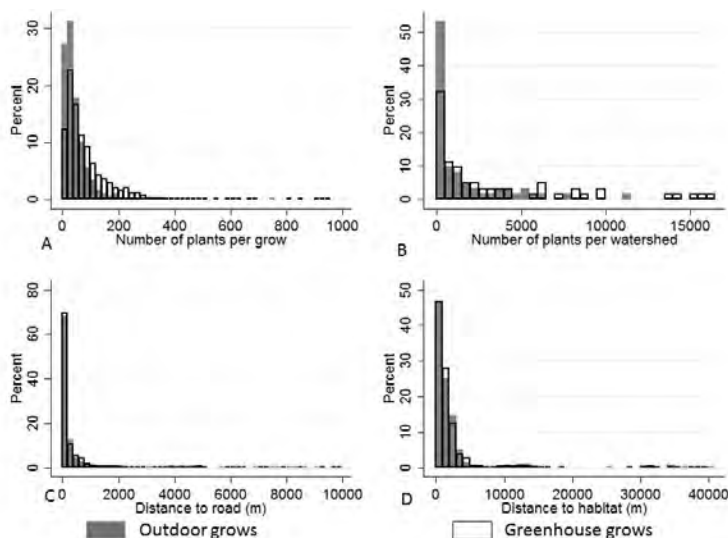 Percent
0 10 20 30
0 200 400 600 800 1000
A Number of plants per grow
Percent
0 10 20 30 40 50
0 5000 10000 15000
B Number of plants per watershed
Percent
0 20 40 60 80
0 2000 4000 6000 8000 10000
C Distance to road (m)
Percent
0 10 20 30 40 50
0 10000 20000 30000 40000
D Distance to habitat (m)
Outdoor grows
Greenhouse grows